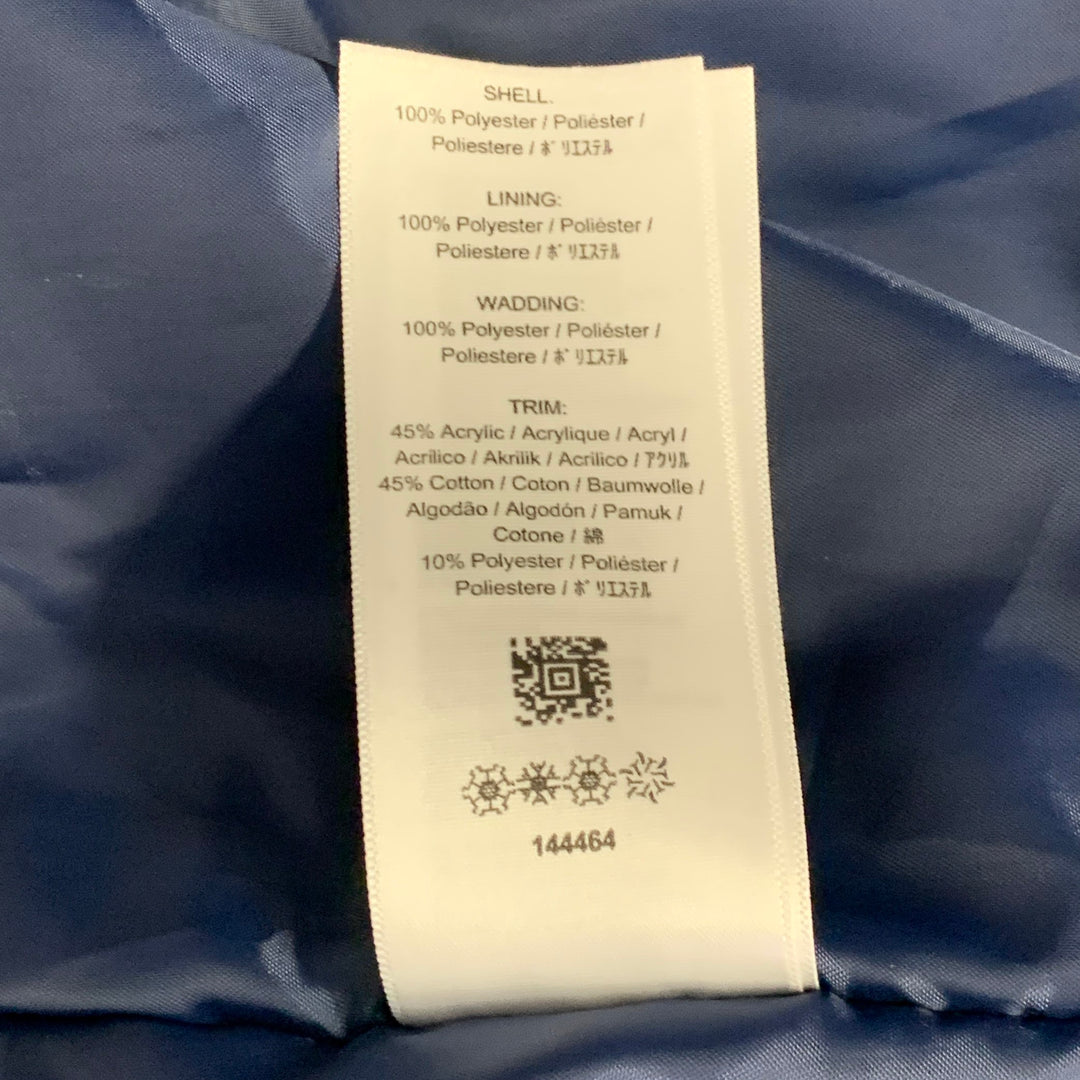 SHELL:
100% Polyester / Poliéster /
Poliestere / ﾎﾟﾘｴｽﾃﾙ
LINING:
100% Polyester / Poliéster /
Poliestere / ﾎﾟﾘｴｽﾃﾙ
WADDING:
100% Polyester / Poliéster /
Poliestere / ﾎﾟﾘｴｽﾃﾙ
TRIM:
45% Acrylic / Acrylique / Acryl /
Acrílico / Akrilik / Acrilico / ｱｸﾘﾙ
45% Cotton / Coton / Baumwolle /
Algodão / Algodón / Pamuk /
Cotone / 綿
10% Polyester / Poliéster /
Poliestere / ﾎﾟﾘｴｽﾃﾙ
144464